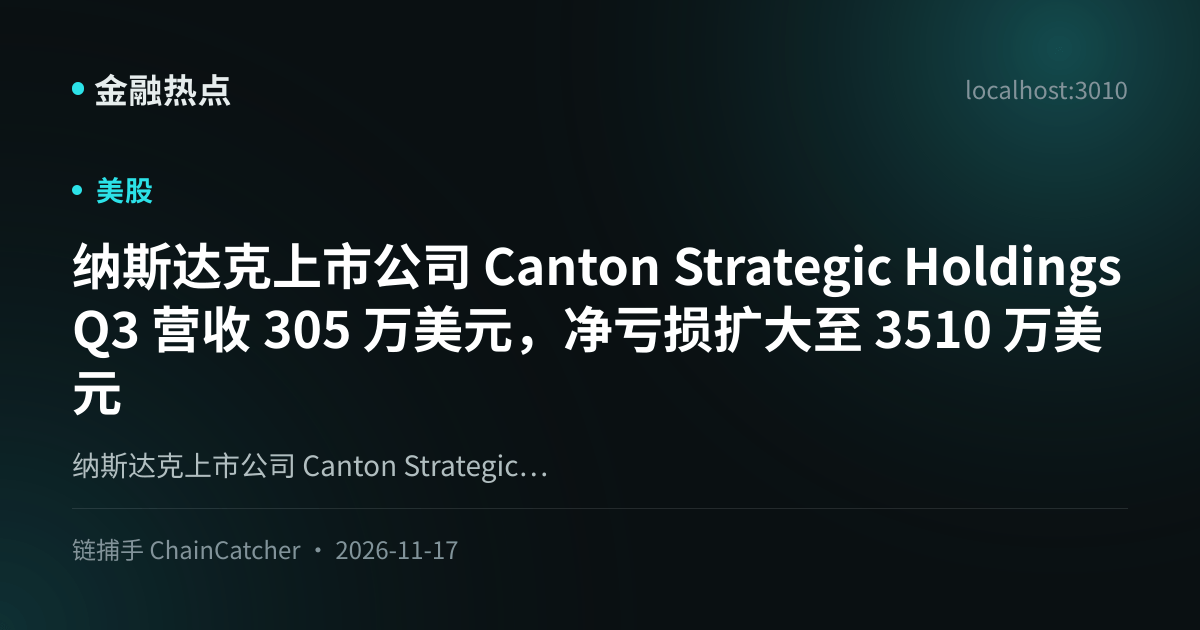 金融热点
localhost:3010
美股
纳斯达克上市公司 Canton Strategic Holdings
Q3 营收 305 万美元，净亏损扩大至 3510 万美
元
纳斯达克上市公司 Canton Strategic…
链捕手 ChainCatcher · 2026-11-17